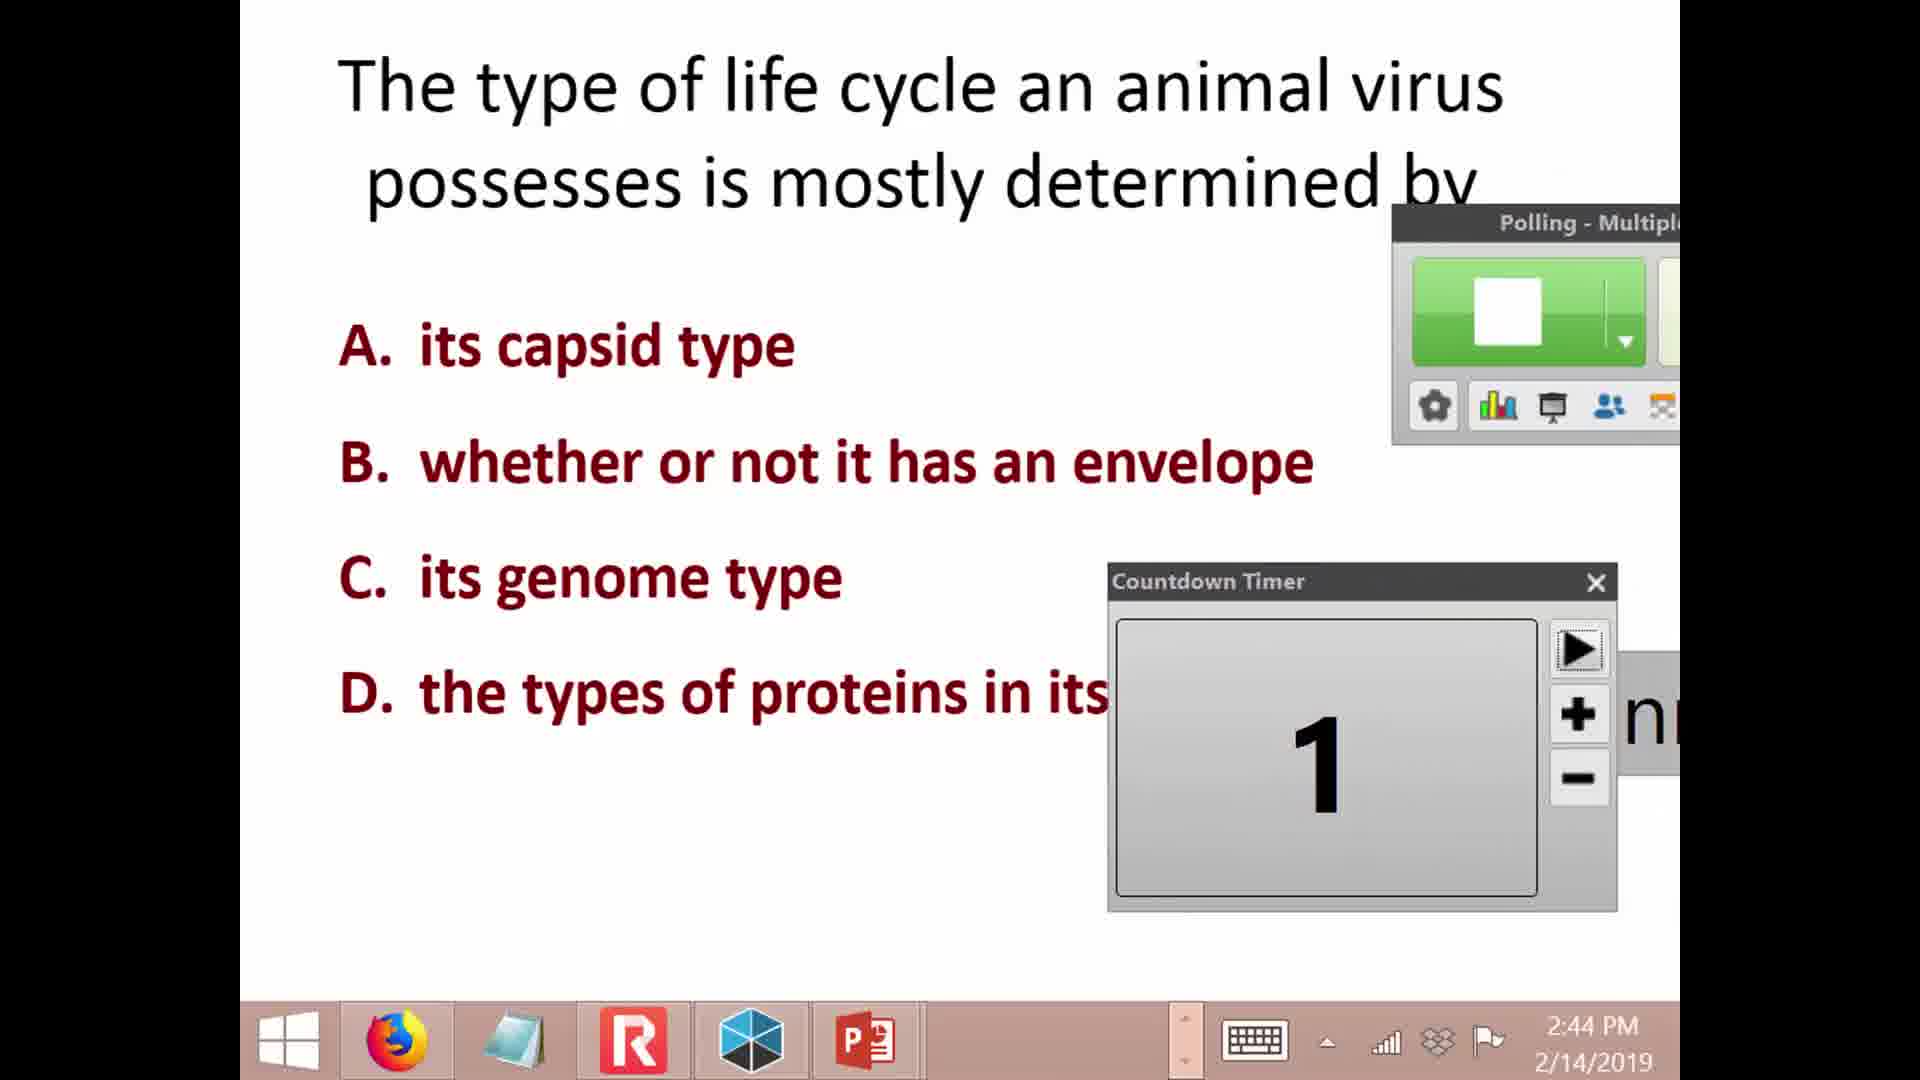 The type of life cycle an animal virus
possesses is mostly determined by
Polling - Multiple
A. its capsid type
B. whether or not it has an envelope
C. its genome type
Countdown Timer
D. the types of proteins in its
1
2:44 PM
2/14/2019